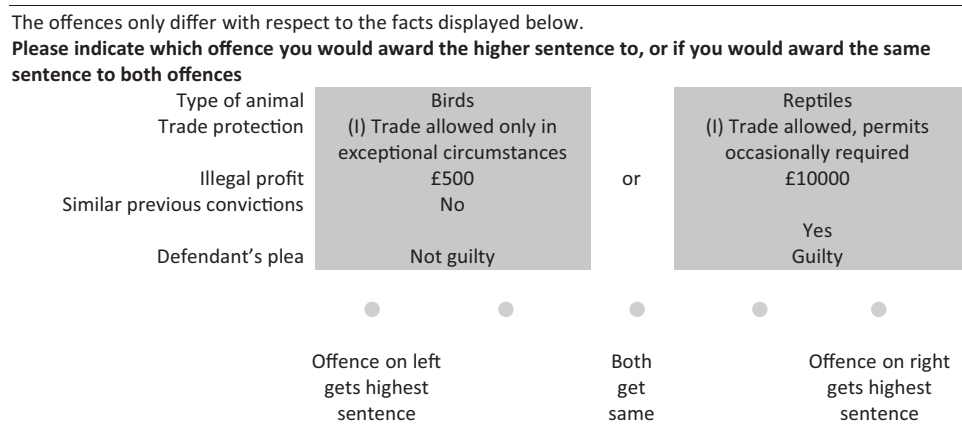 The offences only differ with respect to the facts displayed below.
Please indicate which offence you would award the higher sentence to, or if you would award the same
sentence to both offences
Type of animal Birds Reptiles
Trade protection (I) Trade allowed only in (I) Trade allowed, permits
exceptional circumstances occasionally required
Illegal profit £500 or £10000
Similar previous convictions No
Yes
Defendant's plea Not guilty Guilty
Offence on left Both Offence on right
gets highest get gets highest
sentence same sentence